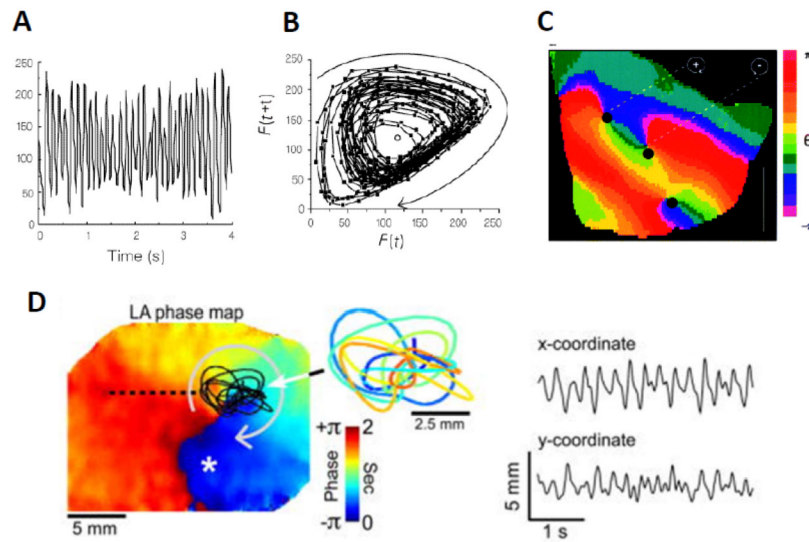 A
250
200
150
100
50
0
0 1 2 3 4
Time (s)
B
F(t+t)
250
200
150
100
50
0
0 50 100 150 200 250
F(t)
C
+ -
D
LA phase map
*
5 mm
+π 2
Phase Sec
-π 0
2.5 mm
x-coordinate
y-coordinate
5 mm
1 s